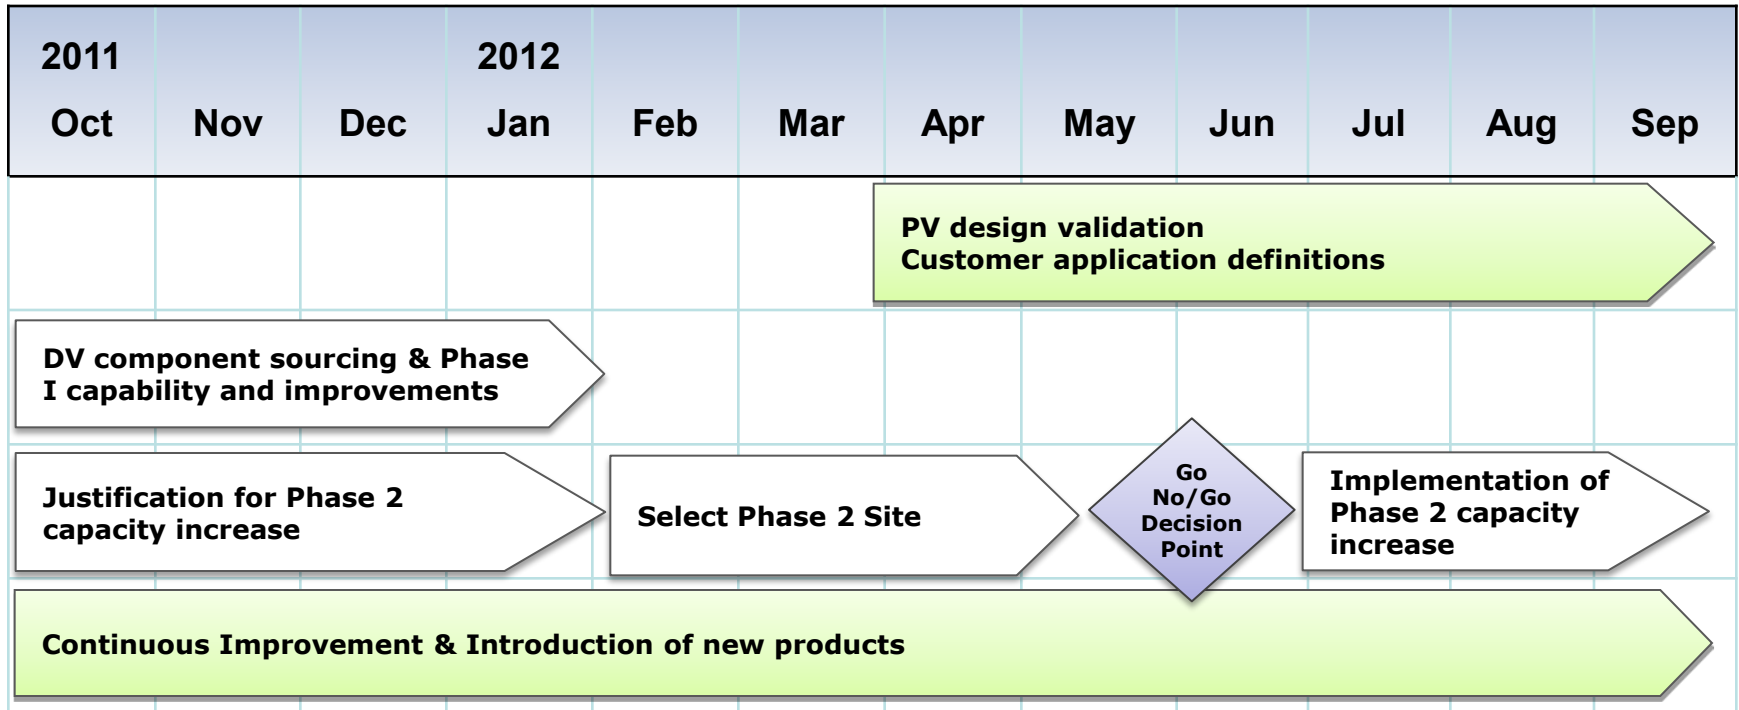 2011
2012
Oct
Nov
Dec
Jan
Feb
Mar
Apr
May
Jun
Jul
Aug
Sep
PV design validation
Customer application definitions
DV component sourcing & Phase
I capability and improvements
Justification for Phase 2
capacity increase
Select Phase 2 Site
Go
No/Go
Decision
Point
Implementation of
Phase 2 capacity
increase
Continuous Improvement & Introduction of new products